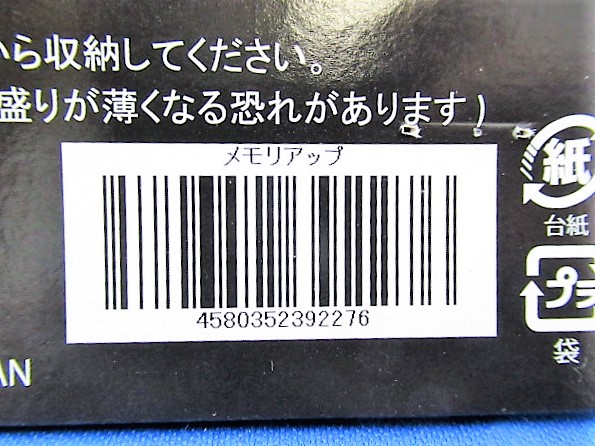 から収納してください。
盛りが薄くなる恐れがあります)
メモリアップ
4580352392276
紙
台紙
プラ
袋
AN